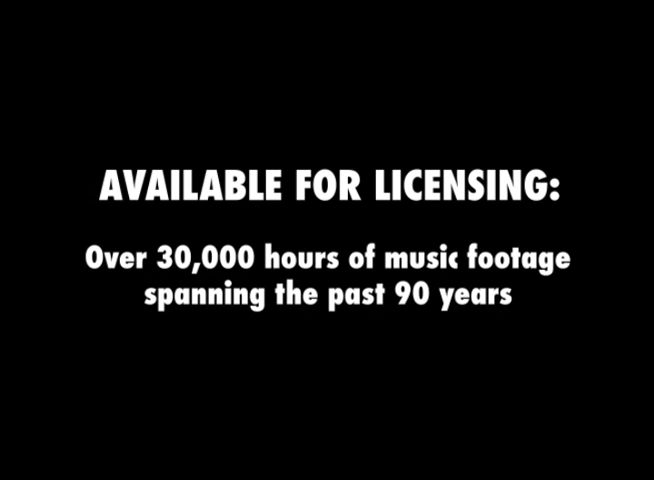 AVAILABLE FOR LICENSING:
Over 30,000 hours of music footage
spanning the past 90 years